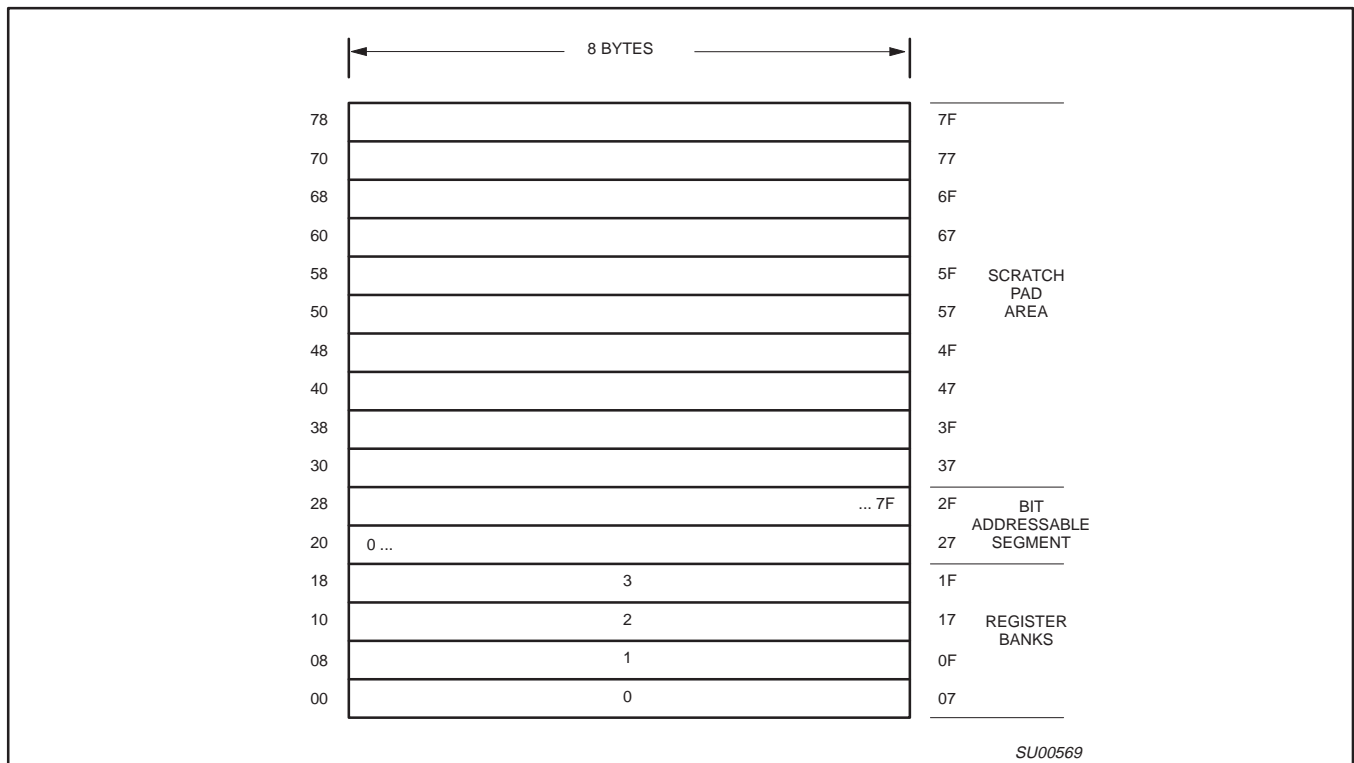 8 BYTES
78 7F
70 77
68 6F
60 67
58 5F SCRATCH
PAD
50 57 AREA
48 4F
40 47
38 3F
30 37
28 ... 7F 2F BIT
ADDRESSABLE
20 0 ... 27 SEGMENT
18 3 1F
10 2 17 REGISTER
BANKS
08 1 0F
00 0 07
SU00569